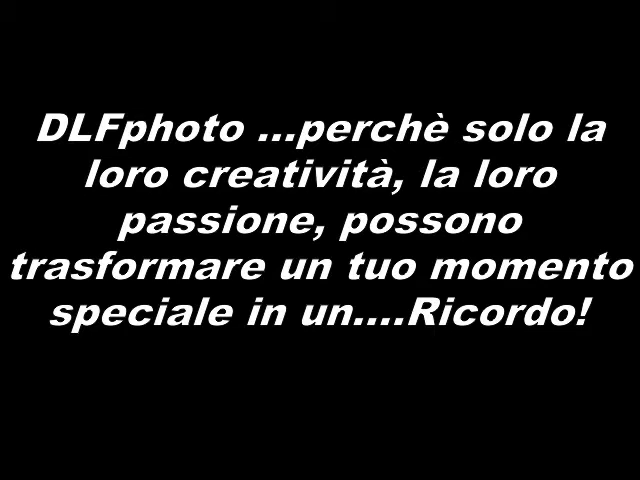 DLFphoto ...perchè solo la
loro creatività, la loro
passione, possono
trasformare un tuo momento
speciale in un....Ricordo!